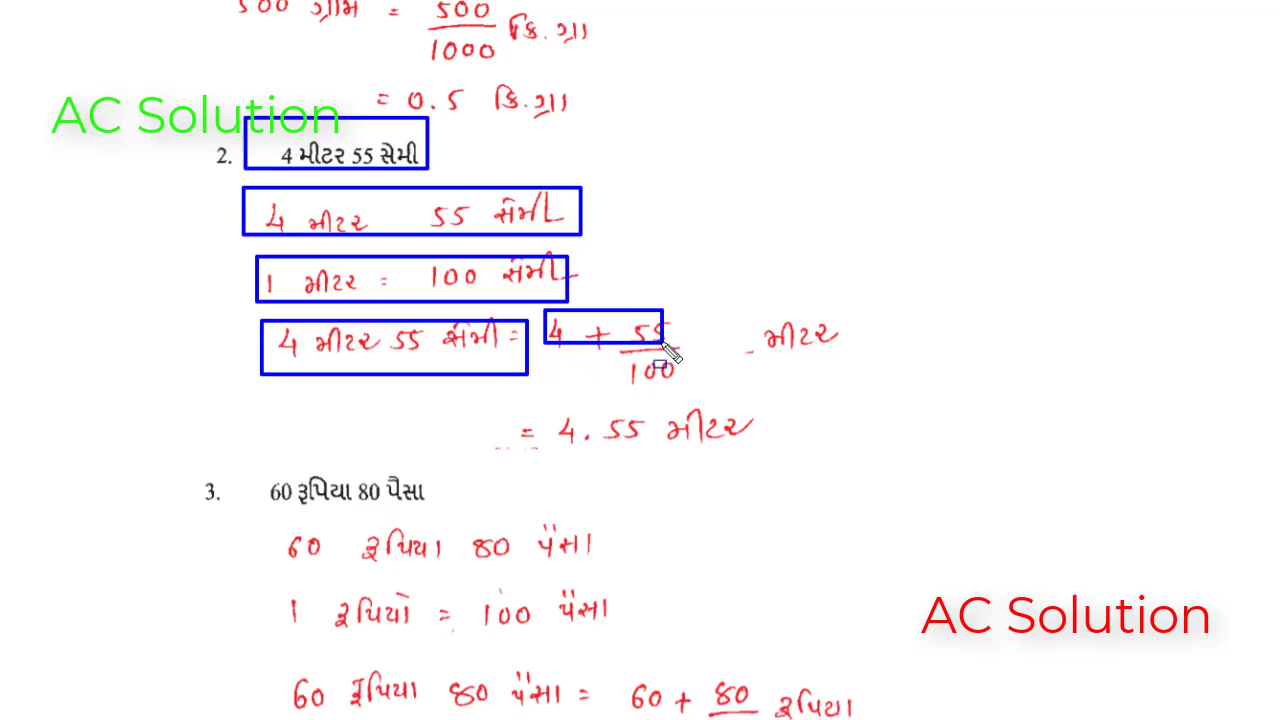 500 ગ્રામ = 500
1000 કિ.ગ્રા
= 0.5 કિ.ગ્રા
AC Solution
2. 4 મીટર 55 સેમી
4 મીટર 55 સેમી
1 મીટર = 100 સેમી
4 મીટર 55 સેમી = 4 + 55 મીટર
100
= 4.55 મીટર
3. 60 રૂપિયા 80 પૈસા
60 રૂપિયા 80 પૈસા
1 રૂપિયો = 100 પૈસા
AC Solution
60 રૂપિયા 80 પૈસા = 60 + 80 રૂપિયા